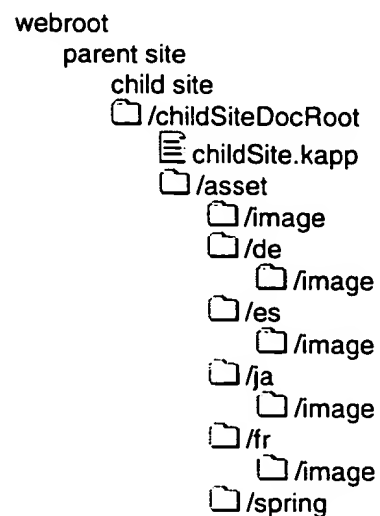 webroot
parent site
child site
/childSiteDocRoot
childSite.kapp
/asset
/image
/de
/image
/es
/image
/ja
/image
/fr
/image
/spring